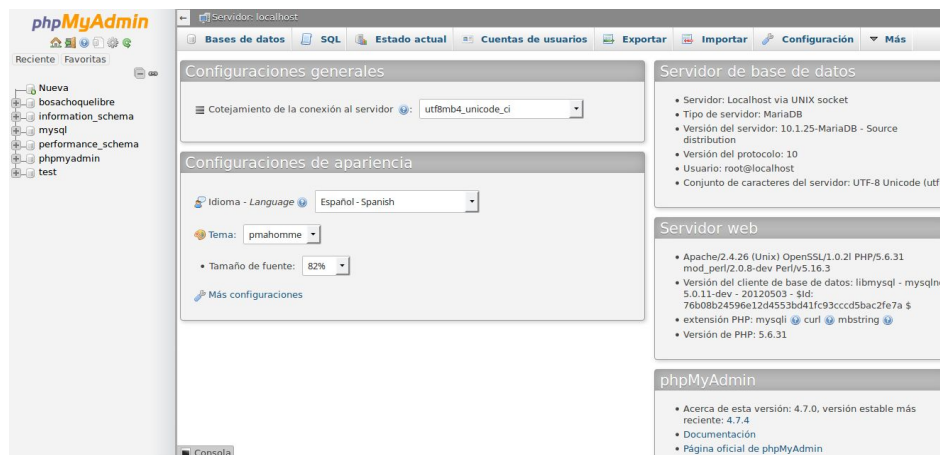 phpMyAdmin
Reciente Favoritas
Nueva
bosachoquelibre
information_schema
mysql
performance_schema
phpmyadmin
test
Servidor: localhost
Bases de datos SQL Estado actual Cuentas de usuarios Exportar Importar Configuración Más
Configuraciones generales
Cotejamiento de la conexión al servidor : utf8mb4_unicode_ci
Configuraciones de apariencia
Idioma - Language Español - Spanish
Tema: pmahomme
• Tamaño de fuente: 82%
Más configuraciones
Consola
Servidor de base de datos
• Servidor: Localhost via UNIX socket
• Tipo de servidor: MariaDB
• Versión del servidor: 10.1.25-MariaDB - Source
distribution
• Versión del protocolo: 10
• Usuario: root@localhost
• Conjunto de caracteres del servidor: UTF-8 Unicode (utf
Servidor web
• Apache/2.4.26 (Unix) OpenSSL/1.0.2l PHP/5.6.31
mod_perl/2.0.8-dev Perl/v5.16.3
• Versión del cliente de base de datos: libmysql - mysqln
5.0.11-dev - 20120503 - $Id:
76b08b24596e12d4553bd41fc93cccd5bac2fe7a $
• extensión PHP: mysqli curl mbstring
• Versión de PHP: 5.6.31
phpMyAdmin
• Acerca de esta versión: 4.7.0, versión estable más
reciente: 4.7.4
• Documentación
• Página oficial de phpMyAdmin